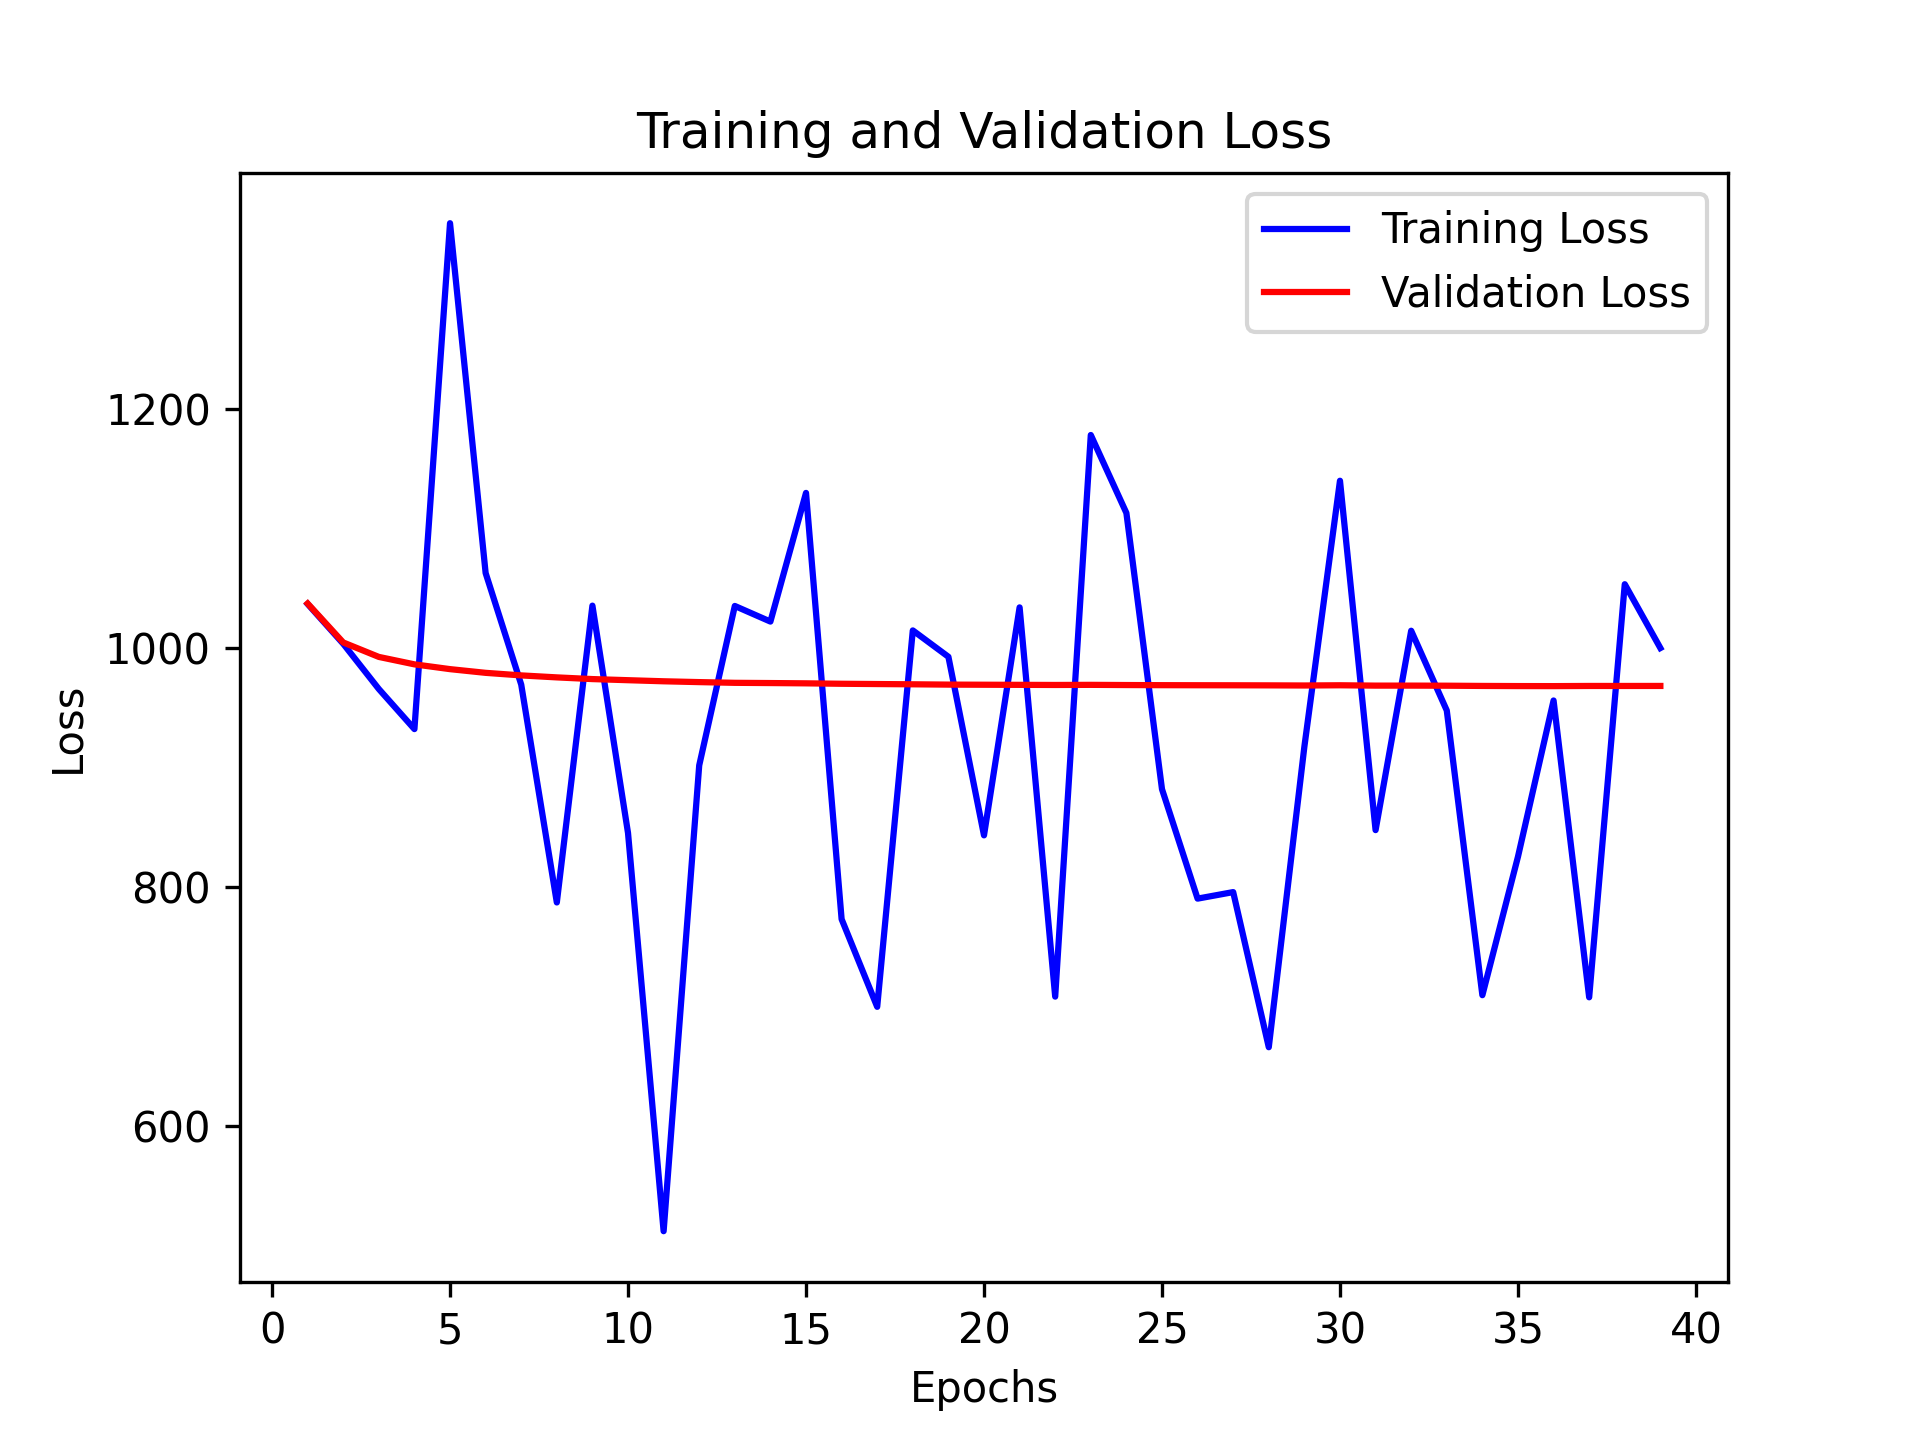 Training and Validation Loss
Training Loss
Validation Loss
1200
1000
800
600
Loss
0 5 10 15 20 25 30 35 40
Epochs